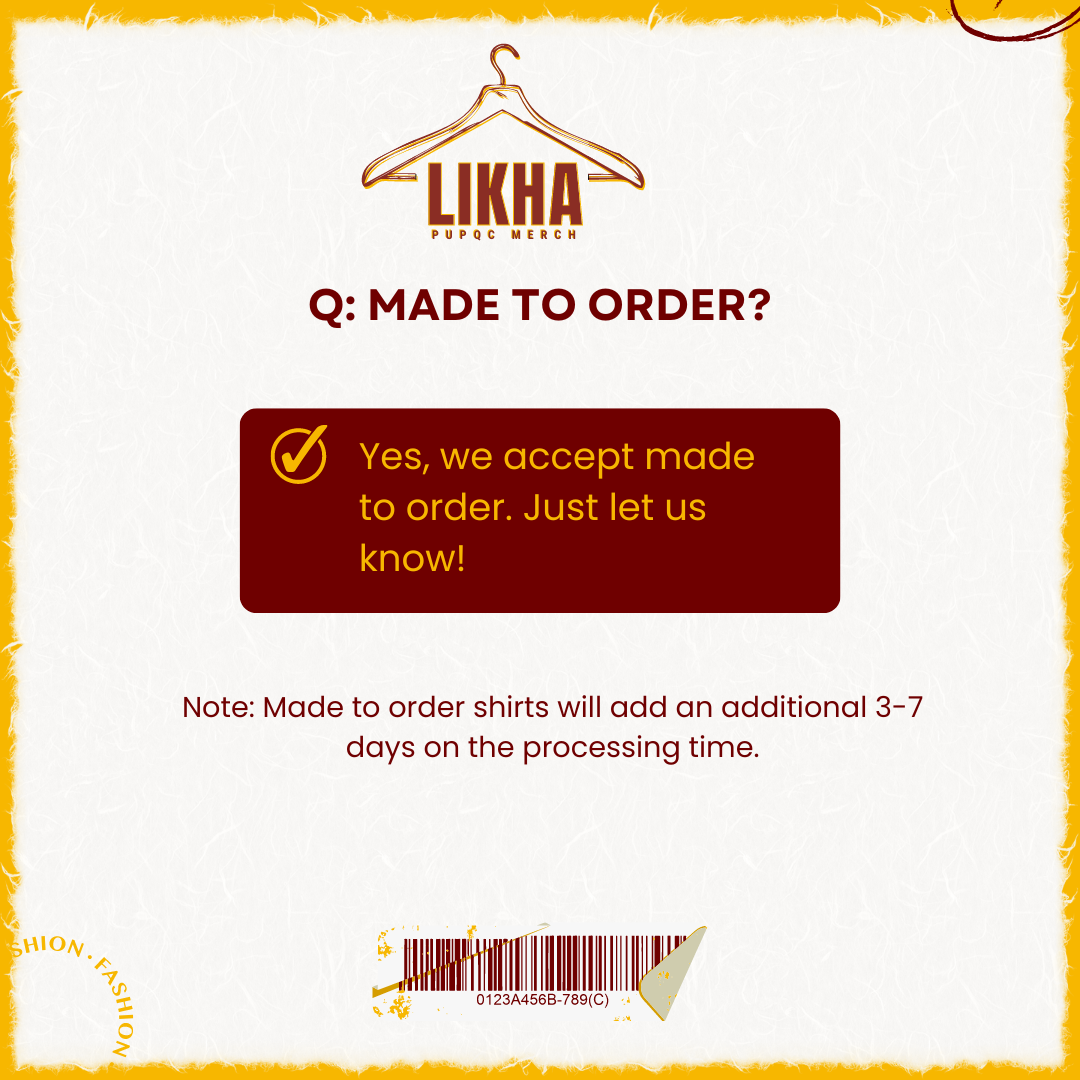 LIKHA
PUPQC MERCH
Q: MADE TO ORDER?
Yes, we accept made
to order. Just let us
know!
Note: Made to order shirts will add an additional 3-7
days on the processing time.
SHION · FASHION
0123A456B-789(C)